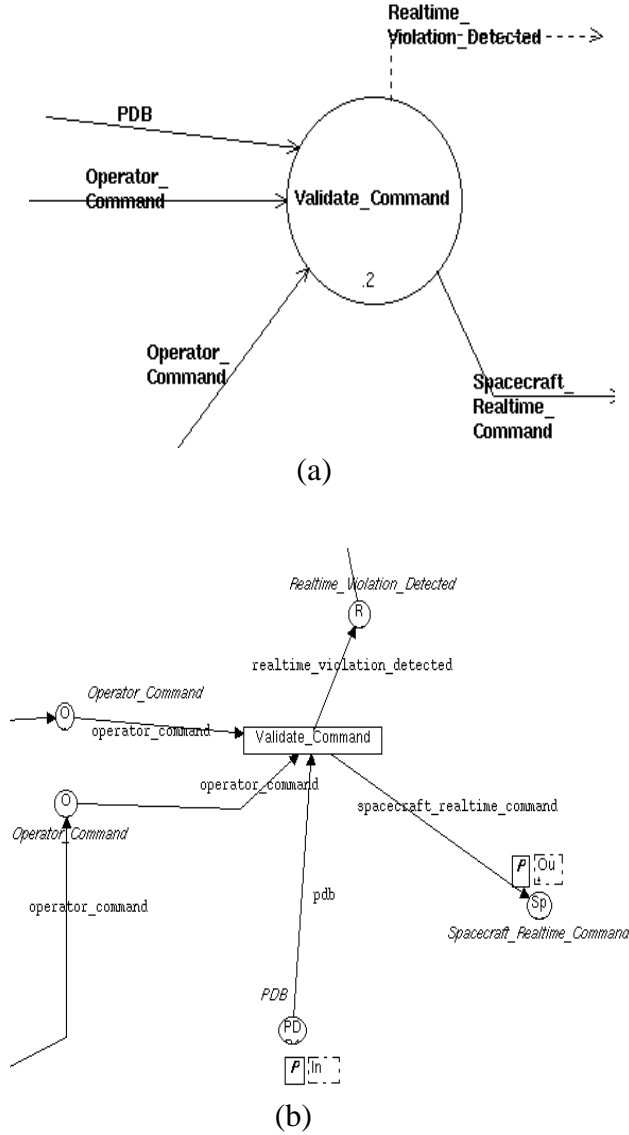 Realtime_
Violation_Detected
PDB
Operator_
Command
Validate_Command
.2
Operator_
Command
Spacecraft_
Realtime_
Command
(a)
Realtime_Violation_Detected
R
realtime_violation_detected
Operator_Command
O
operator_command
Validate_Command
operator_command
O
Operator_Command
spacecraft_realtime_command
P Ou
Sp
operator_command
pdb
Spacecraft_Realtime_Command
PDB
PD
P In
(b)